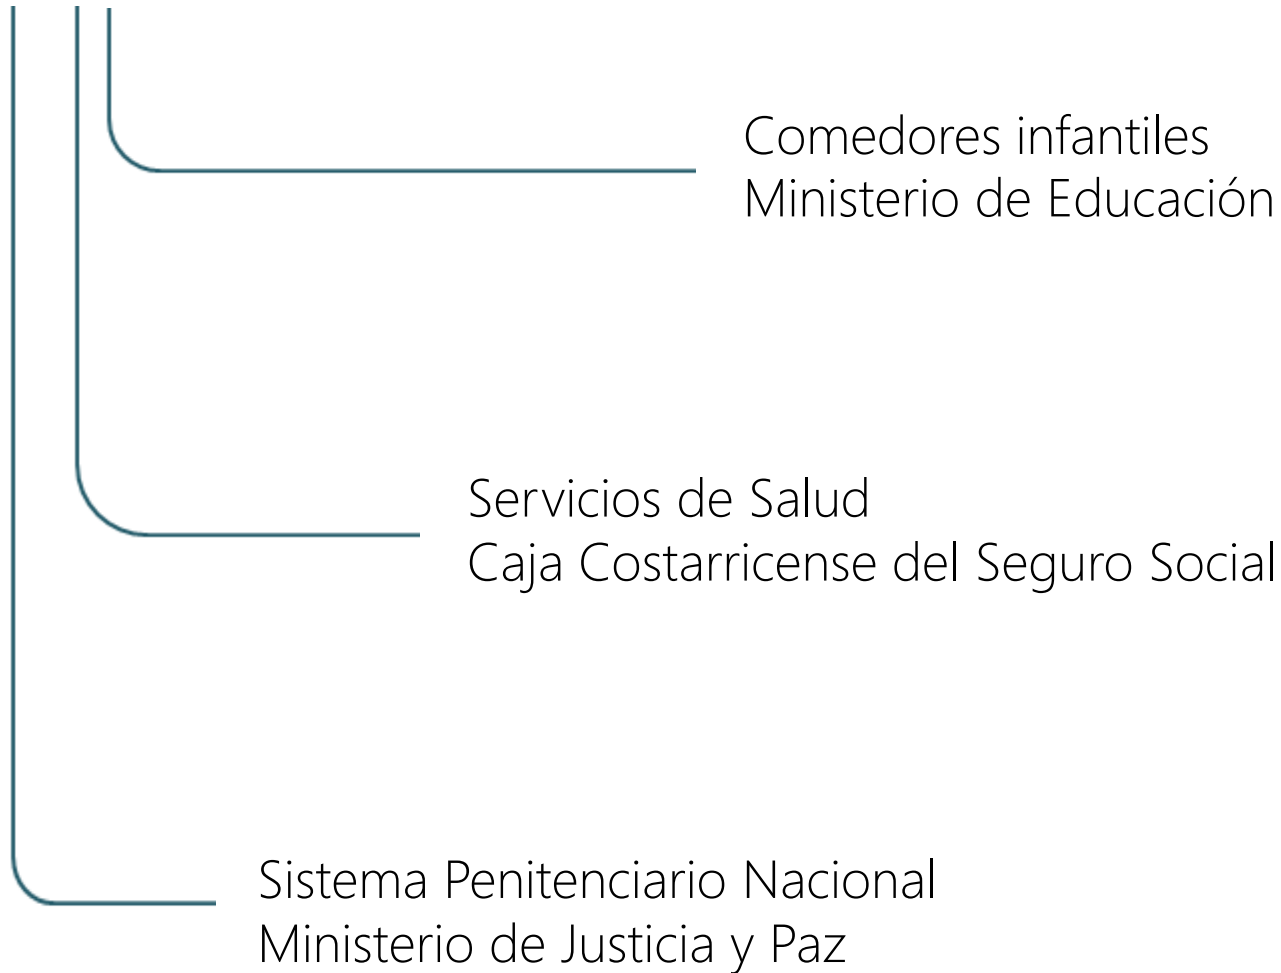 Comedores infantiles
Ministerio de Educación
Servicios de Salud
Caja Costarricense del Seguro Social
Sistema Penitenciario Nacional
Ministerio de Justicia y Paz